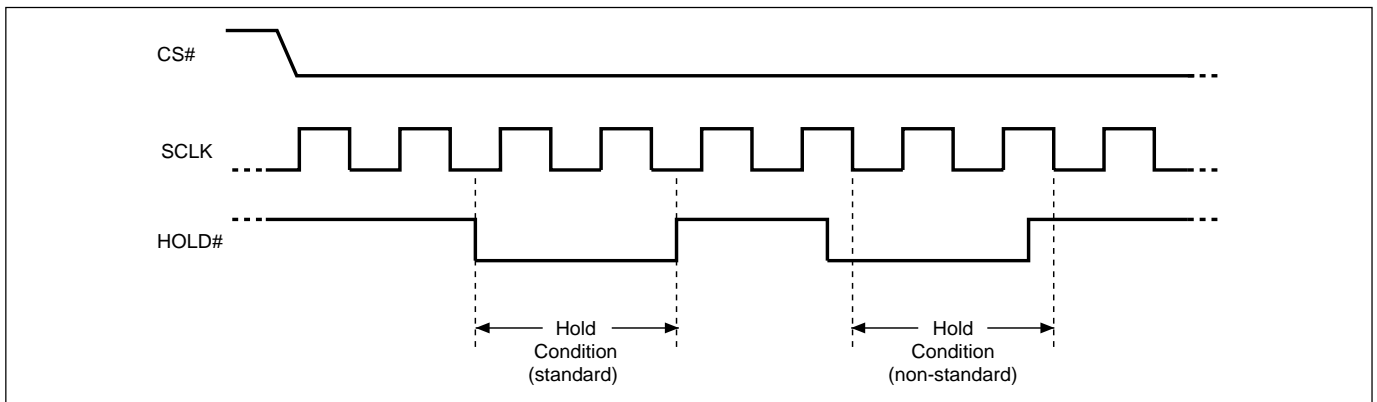 CS#
SCLK
HOLD#
Hold
Condition
(standard)
Hold
Condition
(non-standard)